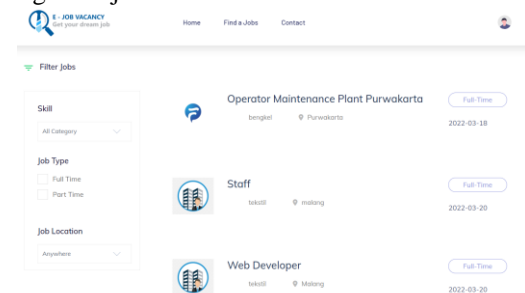 E - JOB VACANCY
Get your dream job
Home
Find a Jobs
Contact
Filter Jobs
Skill
All Category
Job Type
Full Time
Part Time
Job Location
Anywhere
Operator Maintenance Plant Purwakarta
bengkel
Purwakarta
Full-Time
2022-03-18
Staff
tekstil
malang
Full-Time
2022-03-20
Web Developer
tekstil
Malang
Full-Time
2022-03-20